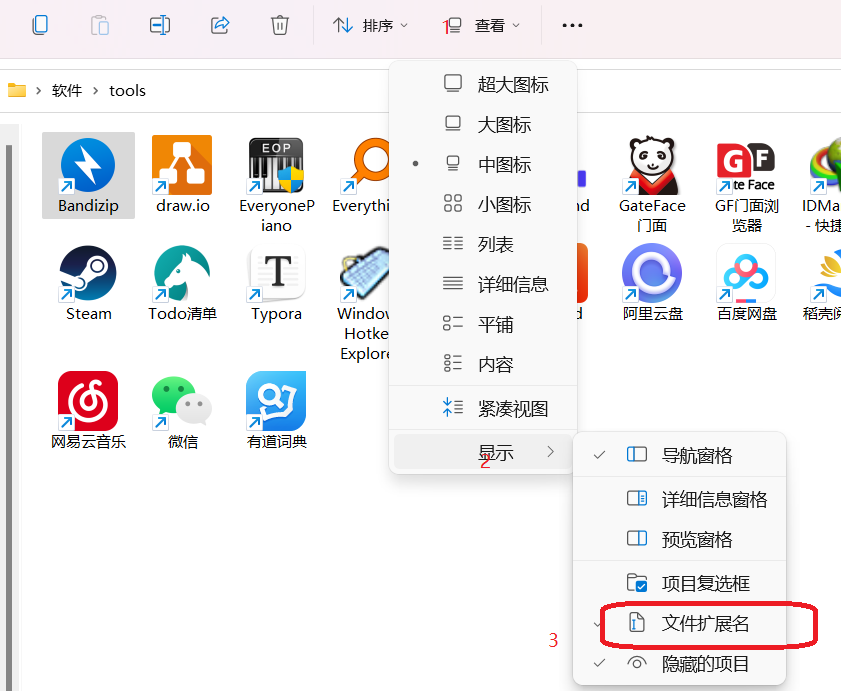 排序
1
查看
软件
tools
超大图标
大图标
中图标
小图标
列表
详细信息
平铺
内容
紧凑视图
显示
2
Bandizip
draw.io
EOP
EveryoneP
iano
Everythi
nd
GateFace
门面
GF
te Face
GF门面浏
览器
IDMa
- 快捷
Steam
Todo清单
T
Typora
Window
Hotke
Explore
d
阿里云盘
百度网盘
稻壳阅
网易云音乐
微信
有道词典
导航窗格
详细信息窗格
预览窗格
项目复选框
文件扩展名
3
隐藏的项目